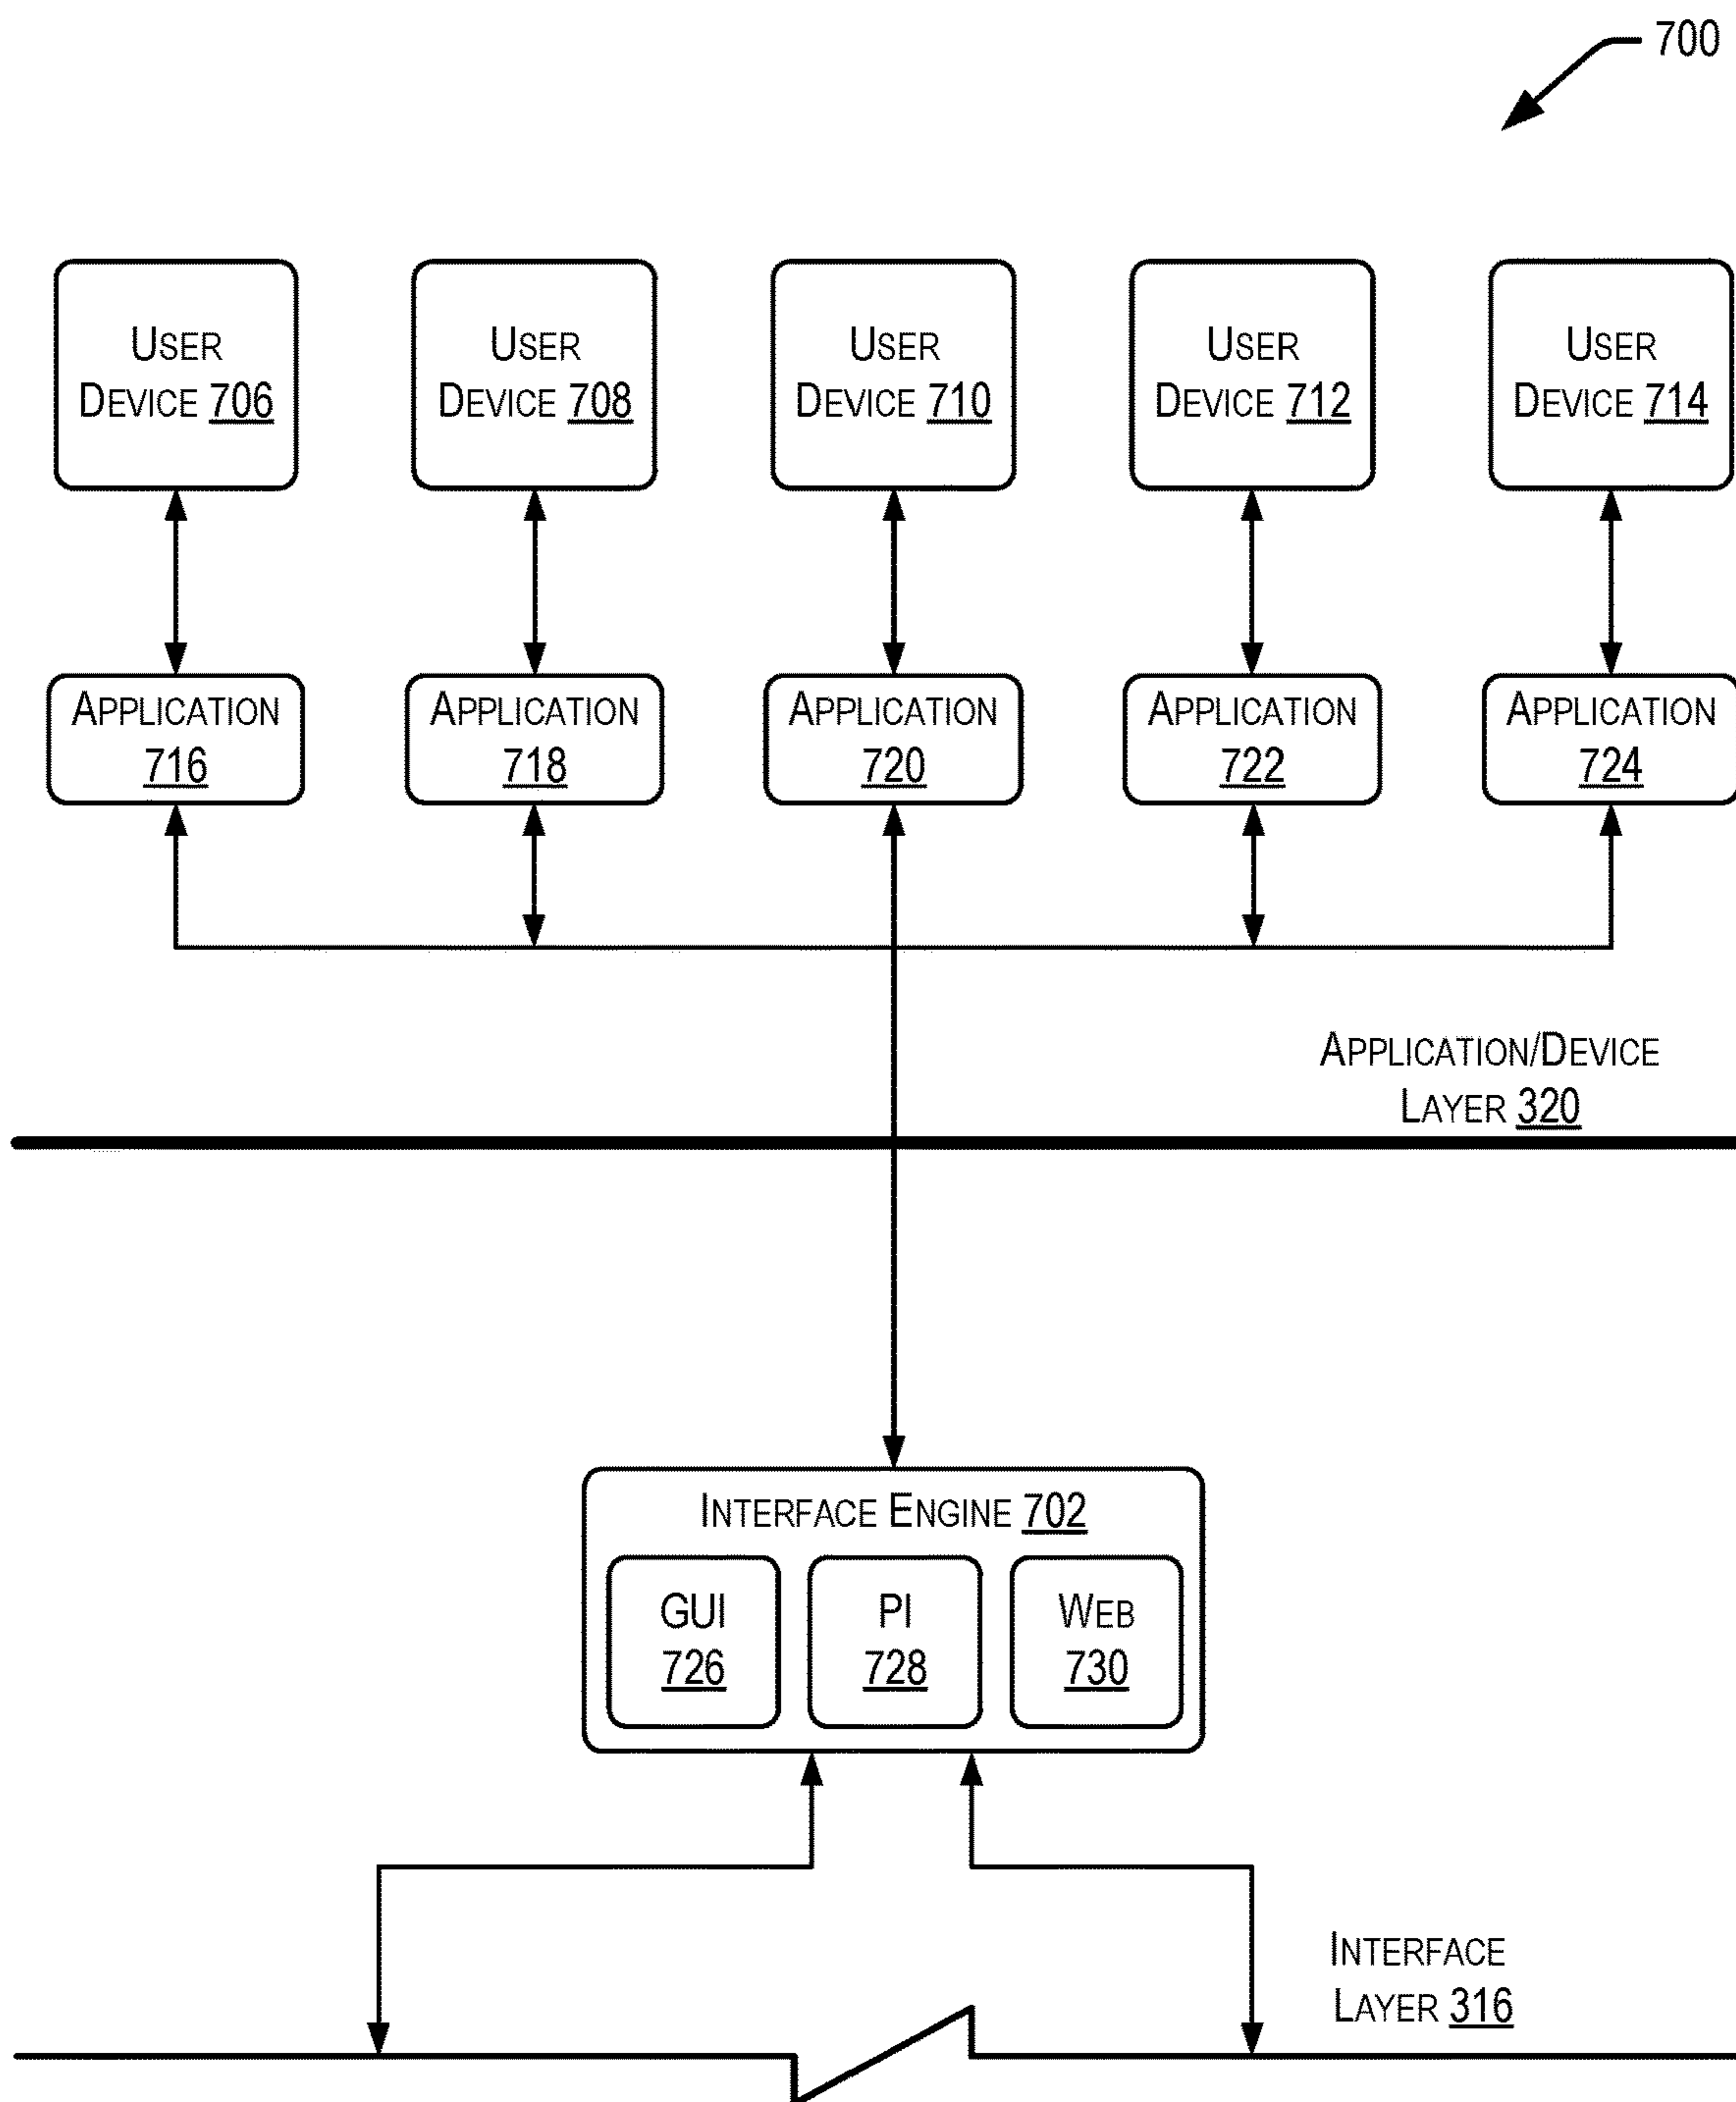 700
USER
DEVICE 706
USER
DEVICE 708
USER
DEVICE 710
USER
DEVICE 712
USER
DEVICE 714
APPLICATION
716
APPLICATION
718
APPLICATION
720
APPLICATION
722
APPLICATION
724
APPLICATION/DEVICE
LAYER 320
INTERFACE ENGINE 702
GUI
726
PI
728
WEB
730
INTERFACE
LAYER 316